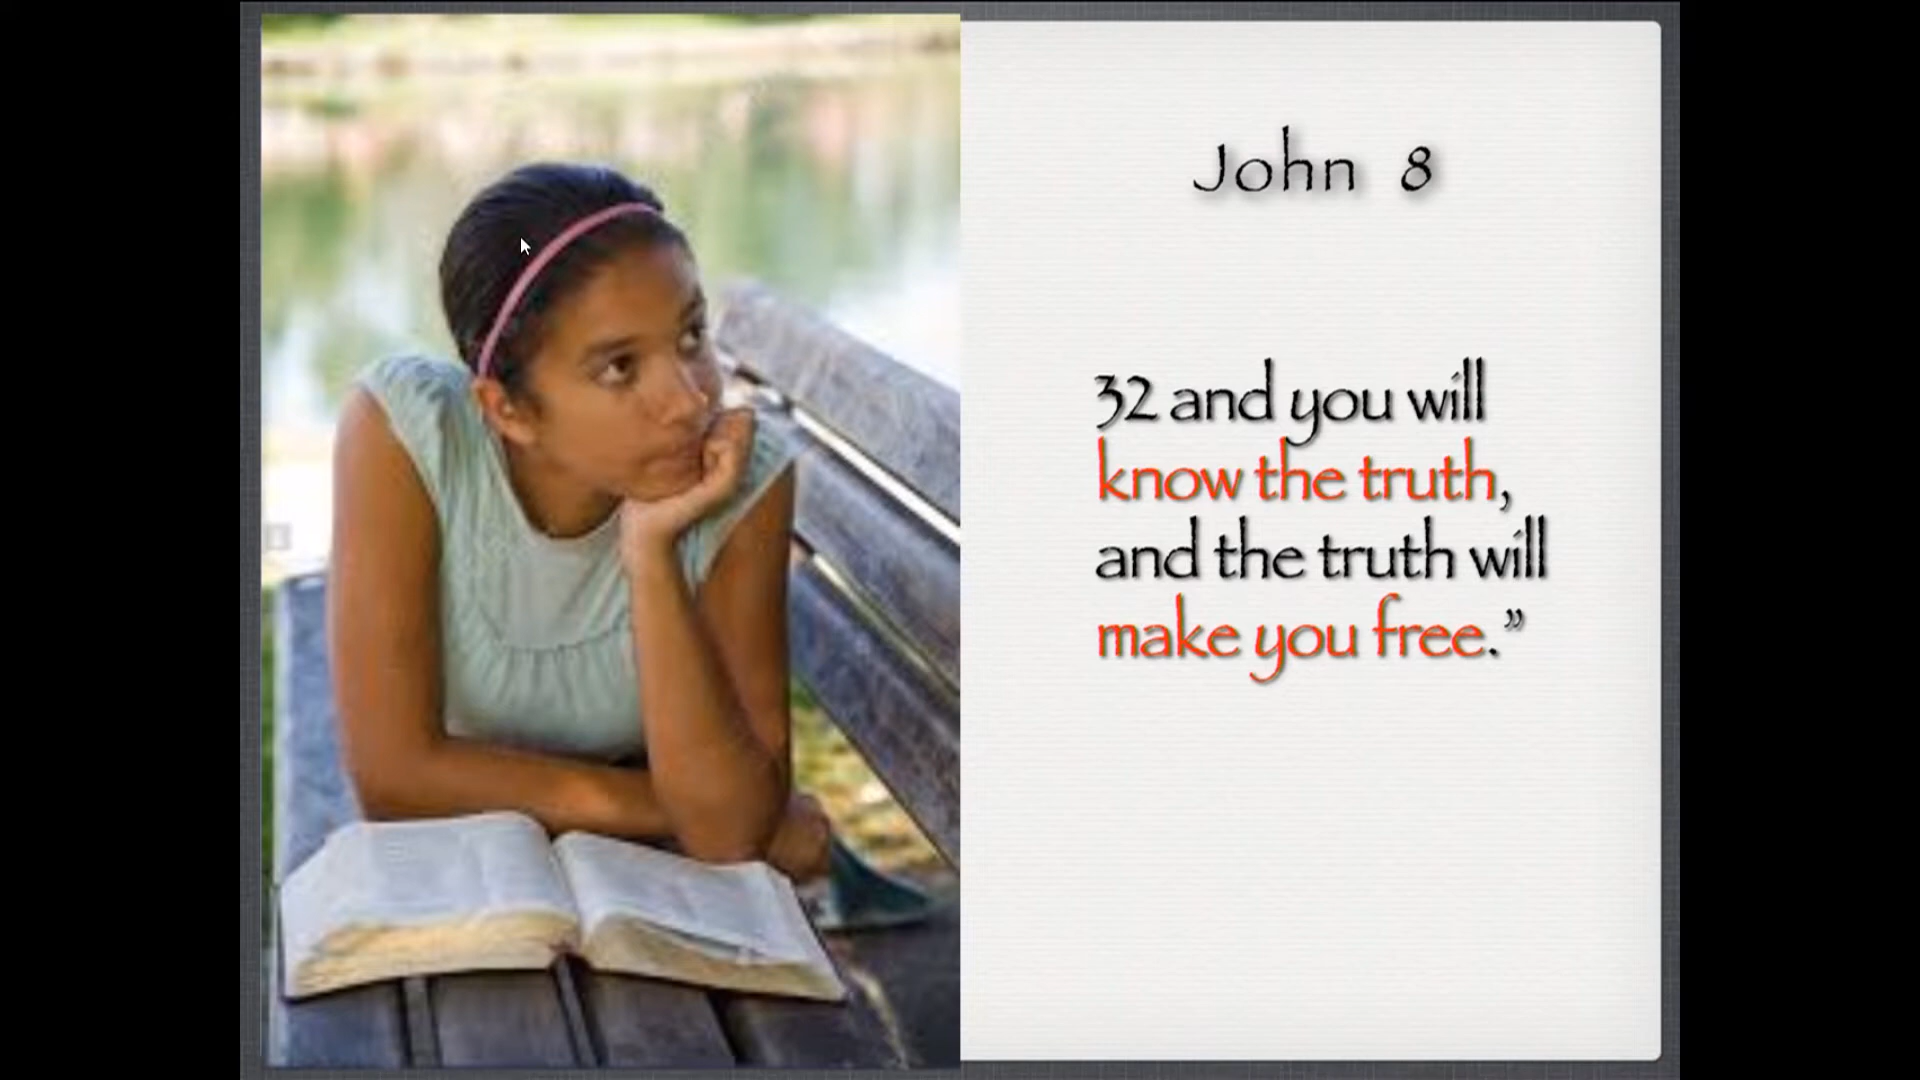 John 8
32 and you will
know the truth,
and the truth will
make you free.”